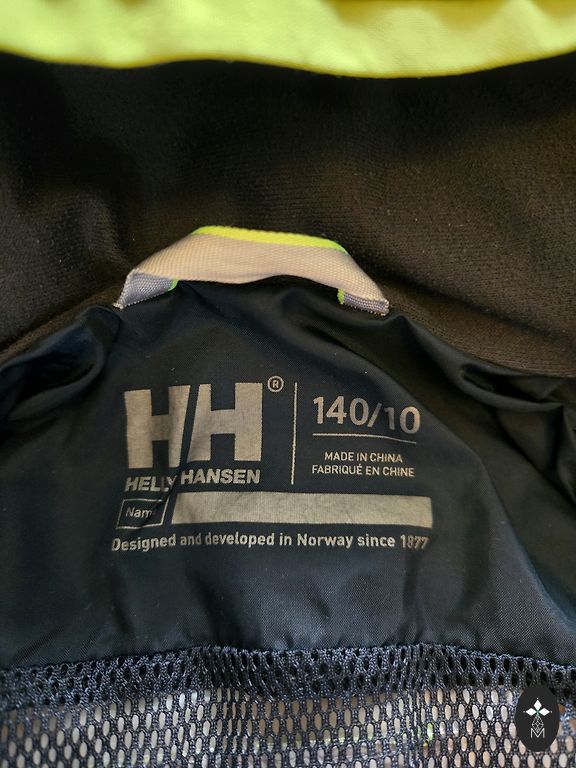 HH®
HELLY HANSEN
140/10
MADE IN CHINA
FABRIQUÉ EN CHINE
Name
Designed and developed in Norway since 1877
M